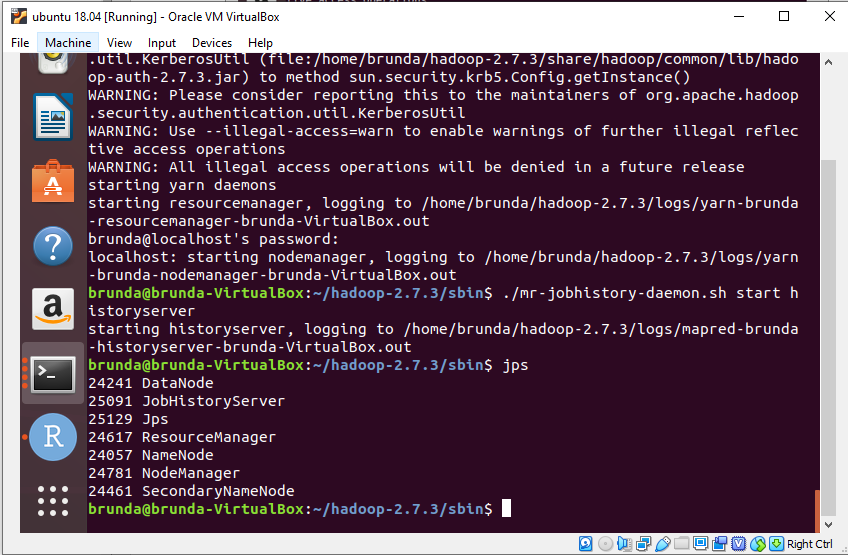 ubuntu 18.04 [Running] - Oracle VM VirtualBox
File Machine View Input Devices Help
.util.KerberosUtil (file:/home/brunda/hadoop-2.7.3/share/hadoop/common/lib/hado
op-auth-2.7.3.jar) to method sun.security.krb5.Config.getInstance()
WARNING: Please consider reporting this to the maintainers of org.apache.hadoop
.security.authentication.util.KerberosUtil
WARNING: Use --illegal-access=warn to enable warnings of further illegal reflec
tive access operations
WARNING: All illegal access operations will be denied in a future release
starting yarn daemons
starting resourcemanager, logging to /home/brunda/hadoop-2.7.3/logs/yarn-brunda
-resourcemanager-brunda-VirtualBox.out
brunda@localhost's password:
localhost: starting nodemanager, logging to /home/brunda/hadoop-2.7.3/logs/yarn
-brunda-nodemanager-brunda-VirtualBox.out
brunda@brunda-VirtualBox:~/hadoop-2.7.3/sbin$ ./mr-jobhistory-daemon.sh start h
istoryserver
starting historyserver, logging to /home/brunda/hadoop-2.7.3/logs/mapred-brunda
-historyserver-brunda-VirtualBox.out
brunda@brunda-VirtualBox:~/hadoop-2.7.3/sbin$ jps
24241 DataNode
25091 JobHistoryServer
25129 Jps
24617 ResourceManager
24057 NameNode
24781 NodeManager
24461 SecondaryNameNode
brunda@brunda-VirtualBox:~/hadoop-2.7.3/sbin$
Right Ctrl